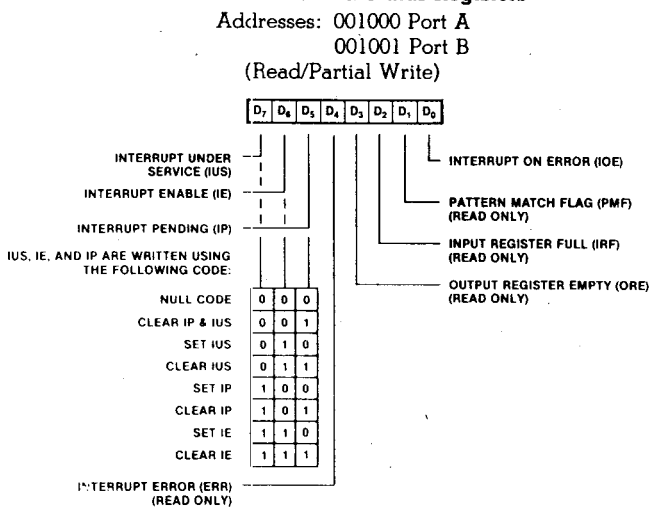 Addresses: 001000 Port A
001001 Port B
(Read/Partial Write)
D7 D6 D5 D4 D3 D2 D1 D0
INTERRUPT UNDER
SERVICE (IUS)
INTERRUPT ENABLE (IE)
INTERRUPT PENDING (IP)
IUS, IE, AND IP ARE WRITTEN USING
THE FOLLOWING CODE:
NULL CODE 0 0 0
CLEAR IP & IUS 0 0 1
SET IUS 0 1 0
CLEAR IUS 0 1 1
SET IP 1 0 0
CLEAR IP 1 0 1
SET IE 1 1 0
CLEAR IE 1 1 1
INTERRUPT ERROR (ERR)
(READ ONLY)
INTERRUPT ON ERROR (IOE)
PATTERN MATCH FLAG (PMF)
(READ ONLY)
INPUT REGISTER FULL (IRF)
(READ ONLY)
OUTPUT REGISTER EMPTY (ORE)
(READ ONLY)